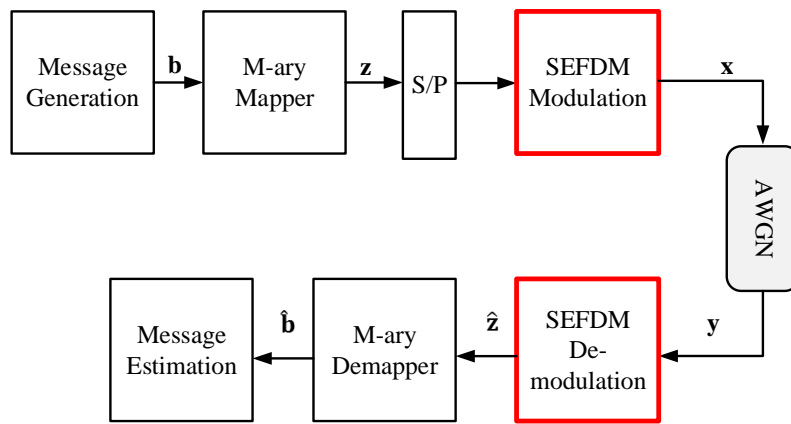 Message
Generation
b
M-ary
Mapper
z
S/P
SEFDM
Modulation
x
AWGN
y
SEFDM
De-
modulation
ẑ
M-ary
Demapper
b̂
Message
Estimation